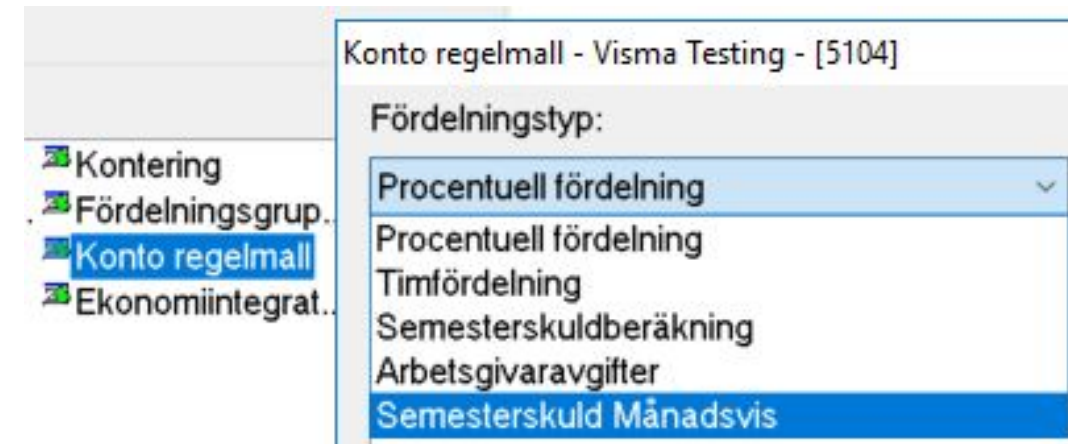 Konto regelmall - Visma Testing - [5104]
Fördelningstyp:
Procentuell fördelning
Procentuell fördelning
Timfördelning
Semesterskuldberäkning
Arbetsgivaravgifter
Semesterskuld Månadsvis
Kontering
Fördelningsgrup..
Konto regelmall
Ekonomiintegrat..